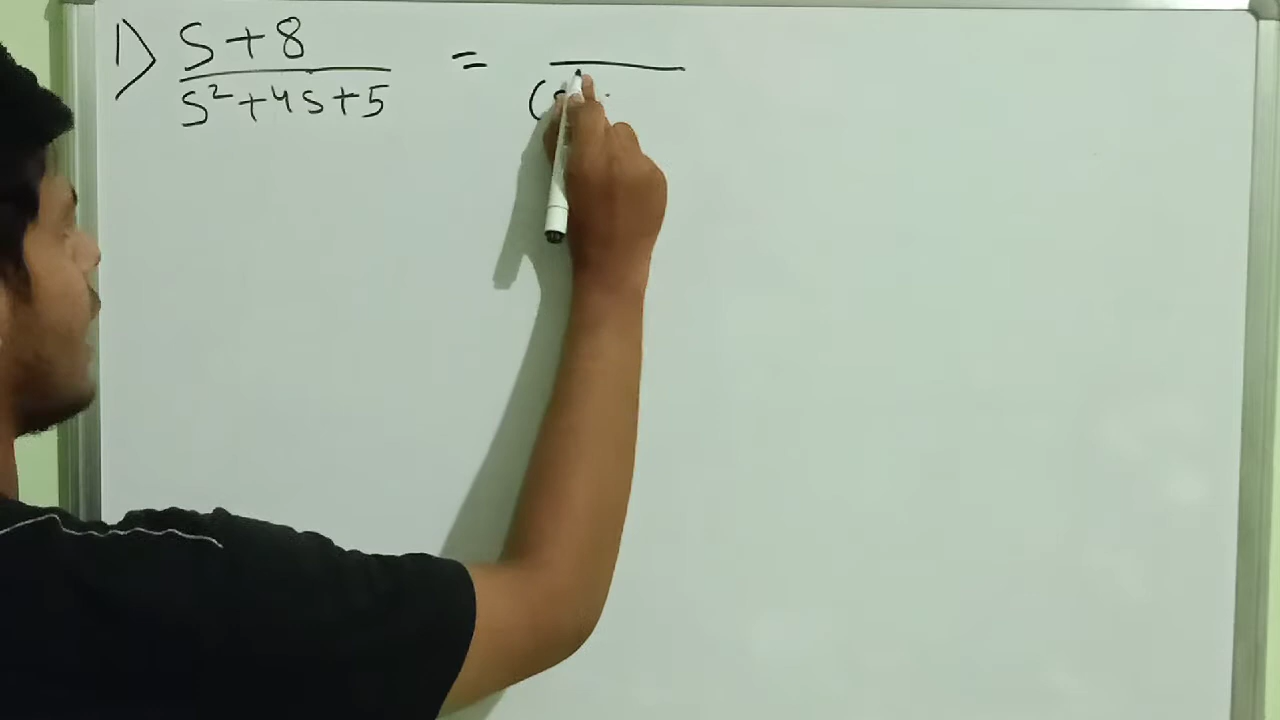 1) S+8 / S²+4S+5 = (